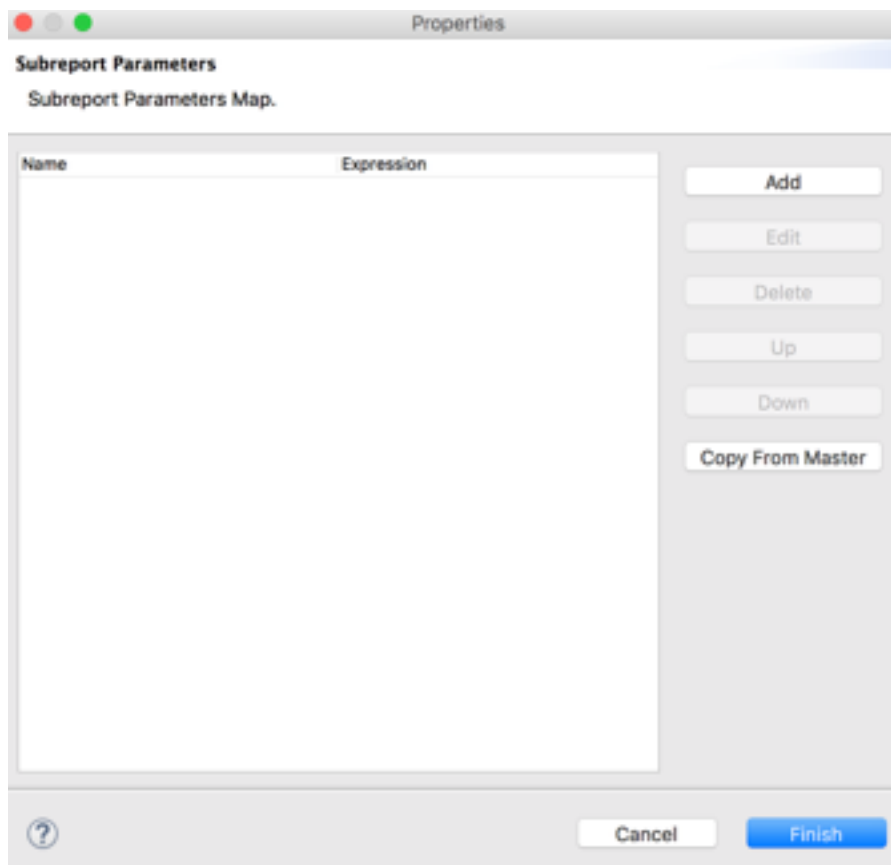 Properties
Subreport Parameters
Subreport Parameters Map.
Name Expression
Add
Edit
Delete
Up
Down
Copy From Master
?
Cancel Finish